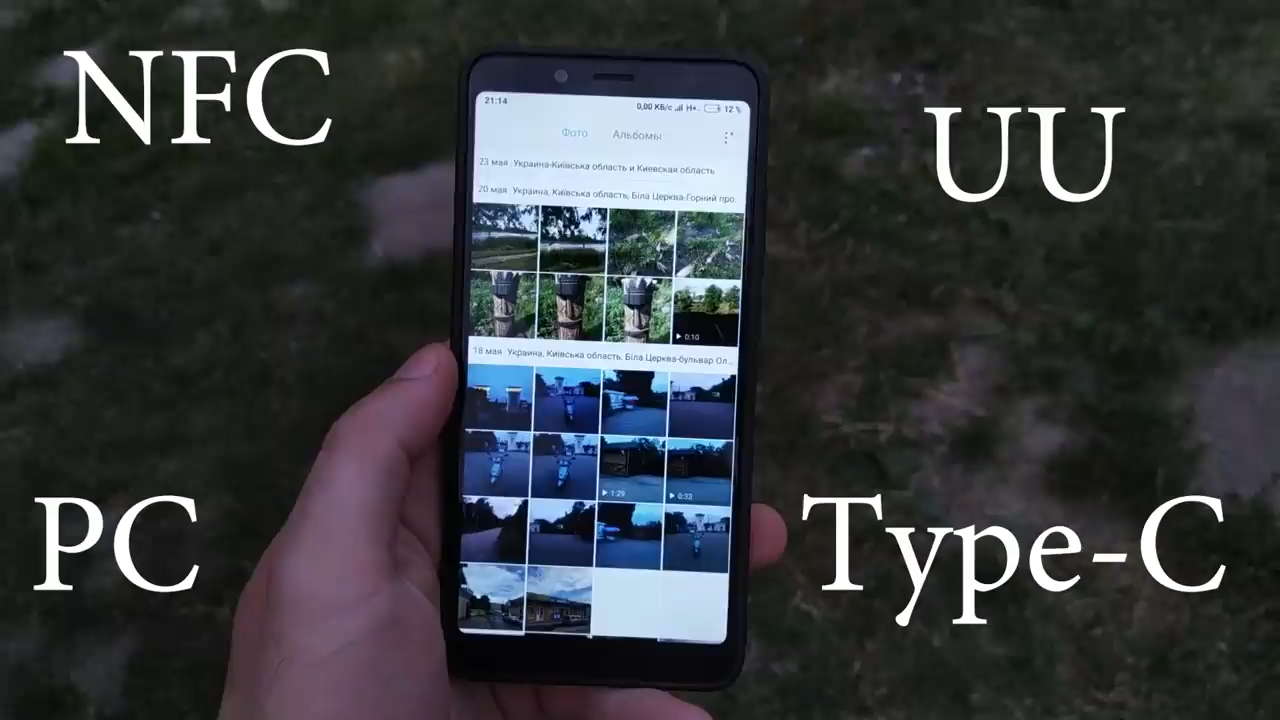 NFC
UU
21:14
0,00 КБ/с
H+
12 %
Фото Альбомы
23 мая Украина-Київська область и Киевская область
20 мая Украина, Київська область, Біла Церква-Горний про.
0:10
18 мая Украина, Київська область, Біла Церква-бульвар Ол...
1:29
0:33
PC
Type-C